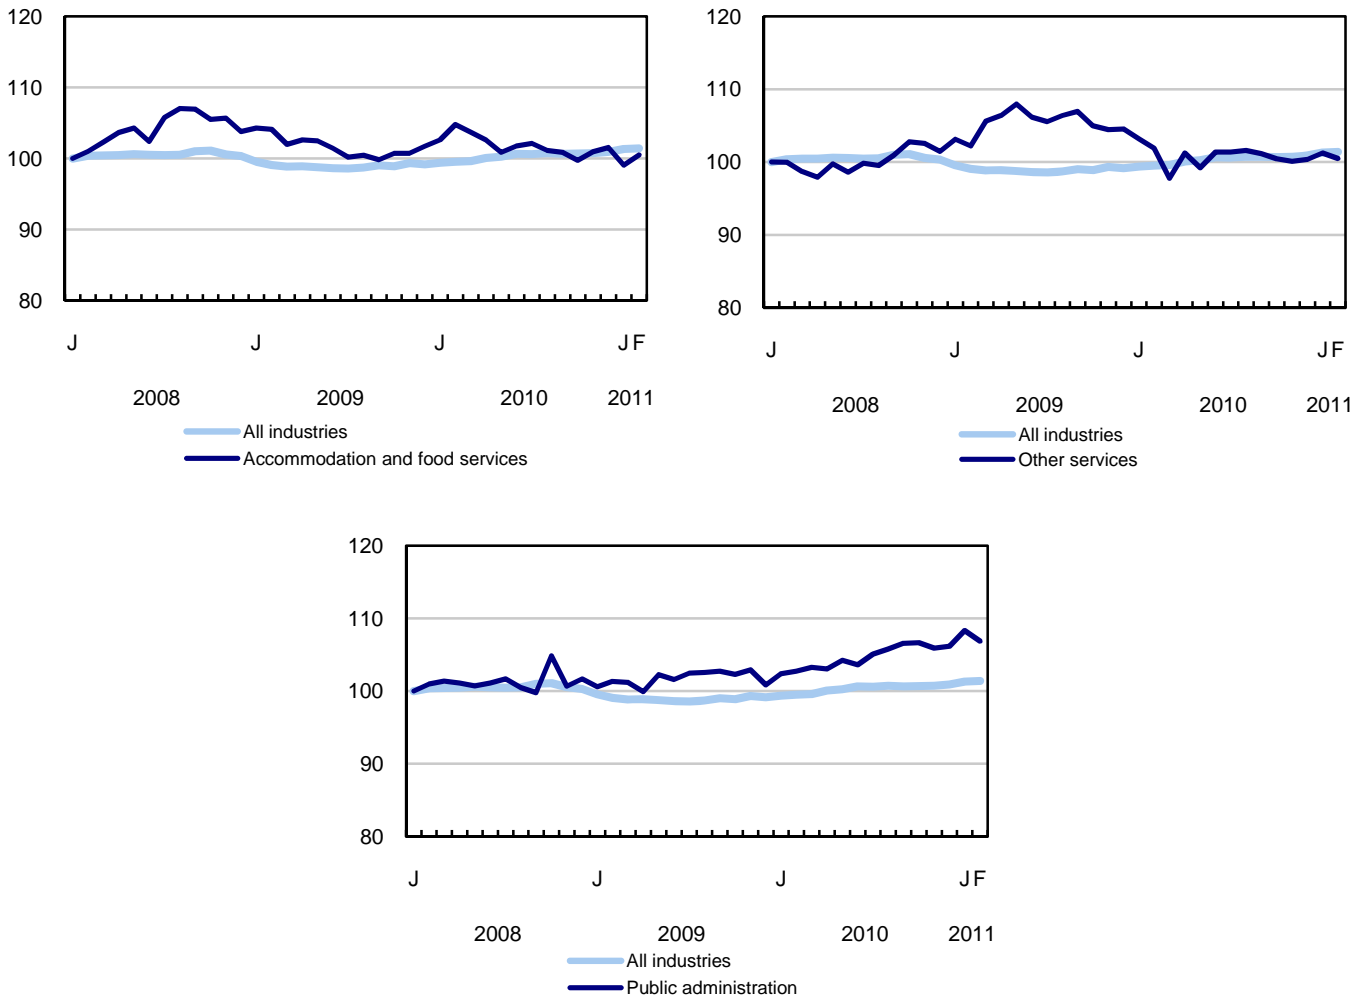 120
110
100
90
80
J J J J F
2008 2009 2010 2011
All industries
Accommodation and food services
120
110
100
90
80
J J J J F
2008 2009 2010 2011
All industries
Other services
120
110
100
90
80
J J J J F
2008 2009 2010 2011
All industries
Public administration